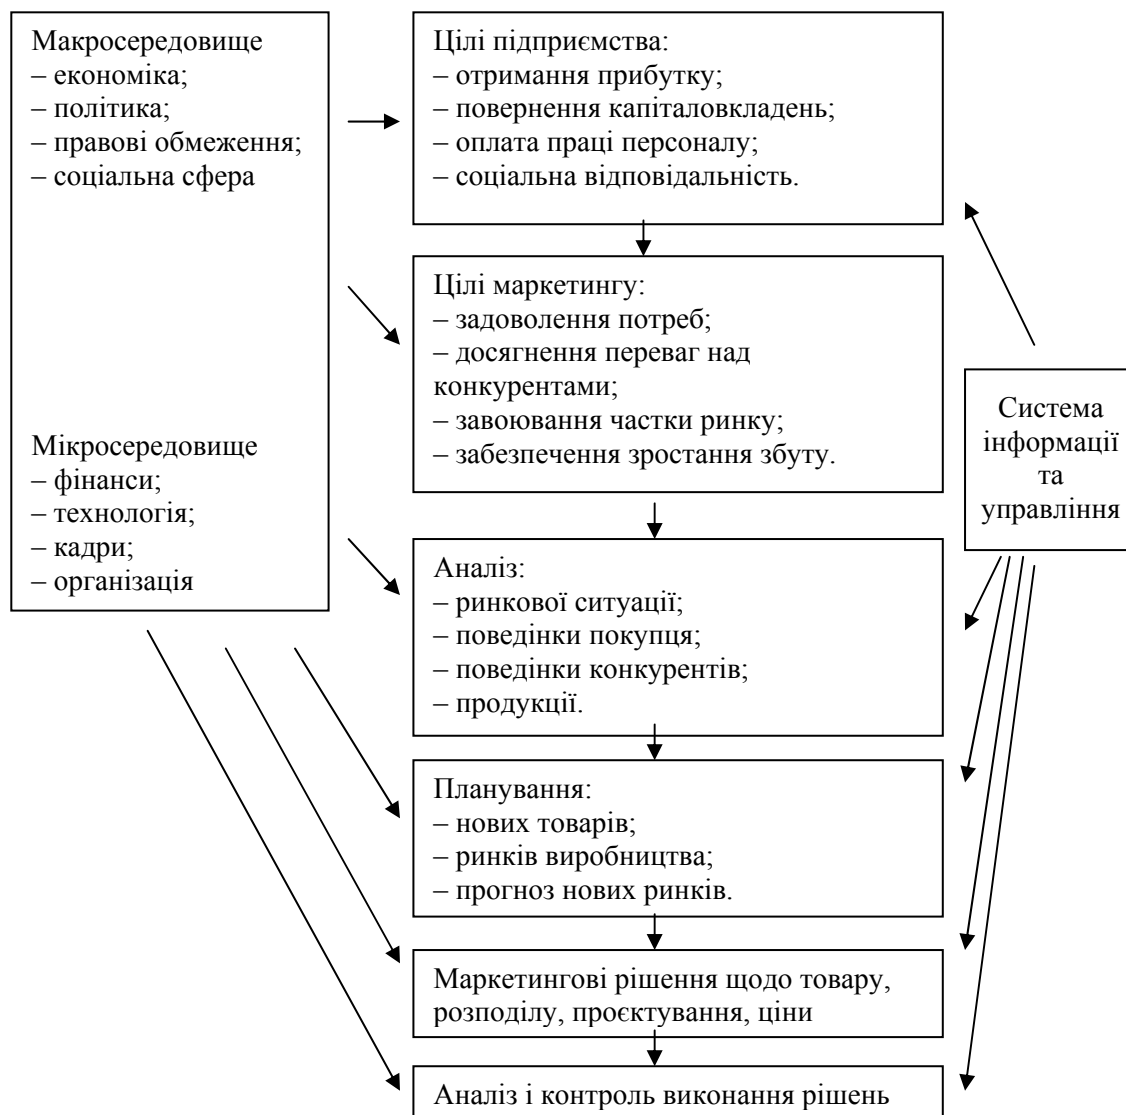 Макросередовище
– економіка;
– політика;
– правові обмеження;
– соціальна сфера
Мікросередовище
– фінанси;
– технологія;
– кадри;
– організація
Цілі підприємства:
– отримання прибутку;
– повернення капіталовкладень;
– оплата праці персоналу;
– соціальна відповідальність.
Цілі маркетингу:
– задоволення потреб;
– досягнення переваг над
конкурентами;
– завоювання частки ринку;
– забезпечення зростання збуту.
Аналіз:
– ринкової ситуації;
– поведінки покупця;
– поведінки конкурентів;
– продукції.
Планування:
– нових товарів;
– ринків виробництва;
– прогноз нових ринків.
Маркетингові рішення щодо товару,
розподілу, проєктування, ціни
Аналіз і контроль виконання рішень
Система
інформації
та
управління